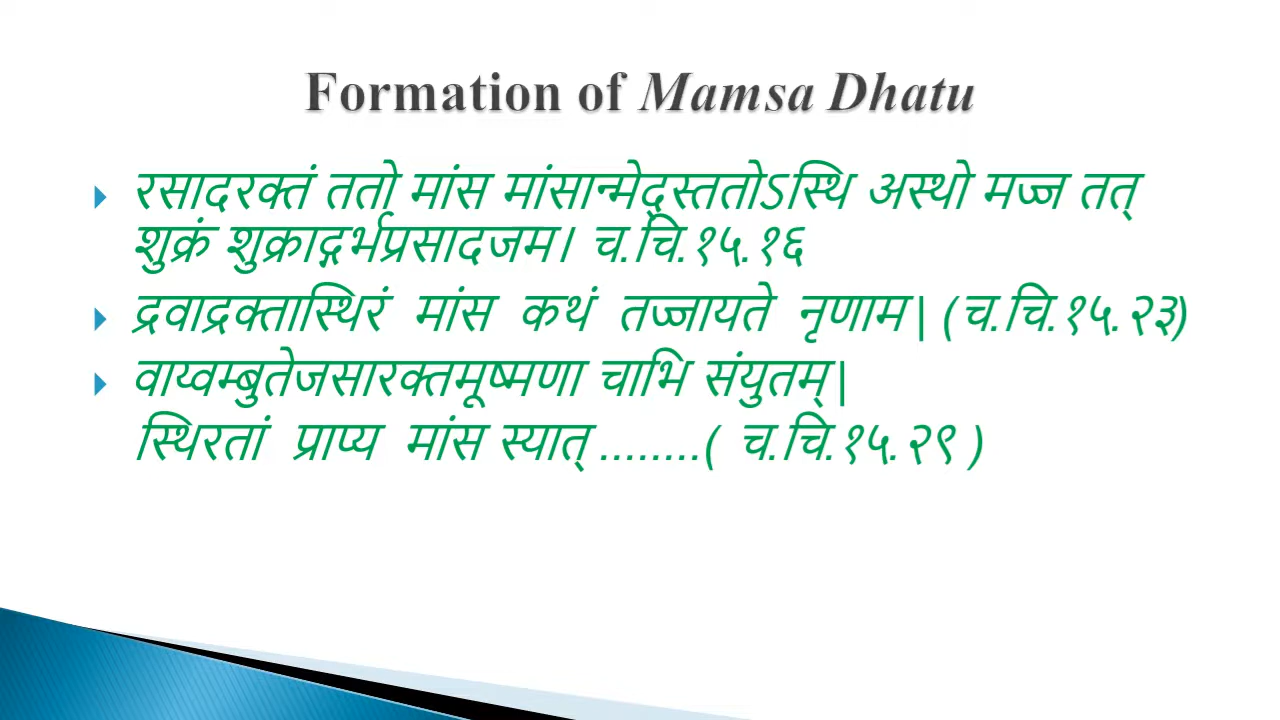 Formation of Mamsa Dhatu
रसादरक्तं ततो मांस मांसान्मेद्स्ततोऽस्थि अस्थो मज्ज तत्
शुक्रं शुक्राद्गर्भप्रसादजम। च.चि.१५.१६
द्रवाद्रक्तास्थिरं मांस कथं तज्जायते नृणाम| (च.चि.१५.२३)
वाय्वम्बुतेजसारक्तमूष्मणा चाभि संयुतम्|
स्थिरतां प्राप्य मांस स्यात् ........( च.चि.१५.२९ )